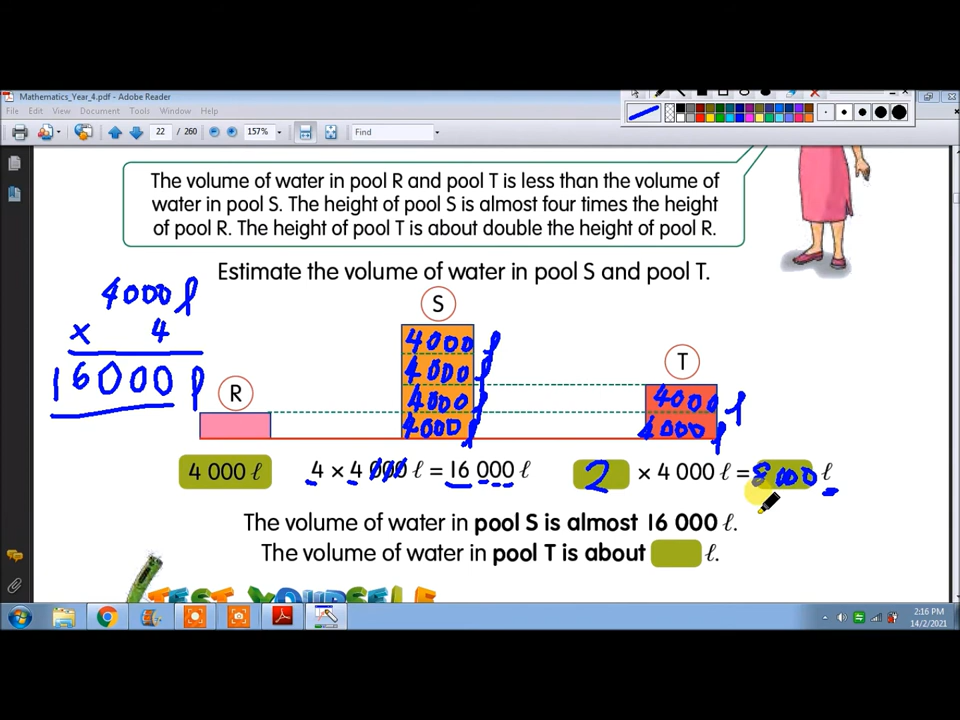 Mathematics_Year_4.pdf - Adobe Reader
File Edit View Document Tools Window Help
22 / 260 157% Find
The volume of water in pool R and pool T is less than the volume of
water in pool S. The height of pool S is almost four times the height
of pool R. The height of pool T is about double the height of pool R.
Estimate the volume of water in pool S and pool T.
4000 ℓ
× 4
16000 ℓ
S
4000 ℓ
4000 ℓ
4000 ℓ
4000 ℓ
T
4000 ℓ
4000 ℓ
R
4 000 ℓ 4 × 4 000 ℓ = 16 000 ℓ 2 × 4 000 ℓ = 8000 ℓ
The volume of water in pool S is almost 16 000 ℓ.
The volume of water in pool T is about ℓ.
TEST YOURSELF
2:16 PM
14/2/2021